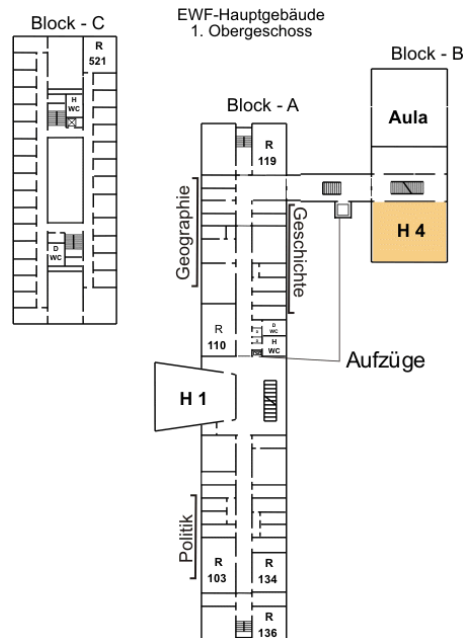 EWF-Hauptgebäude
1. Obergeschoss
Block - C
R
521
H
WC
D
WC
Block - A
R
119
Geographie
Geschichte
R
110
D
WC
H
WC
H 1
Politik
R
103
R
134
R
136
Block - B
Aula
H 4
Aufzüge